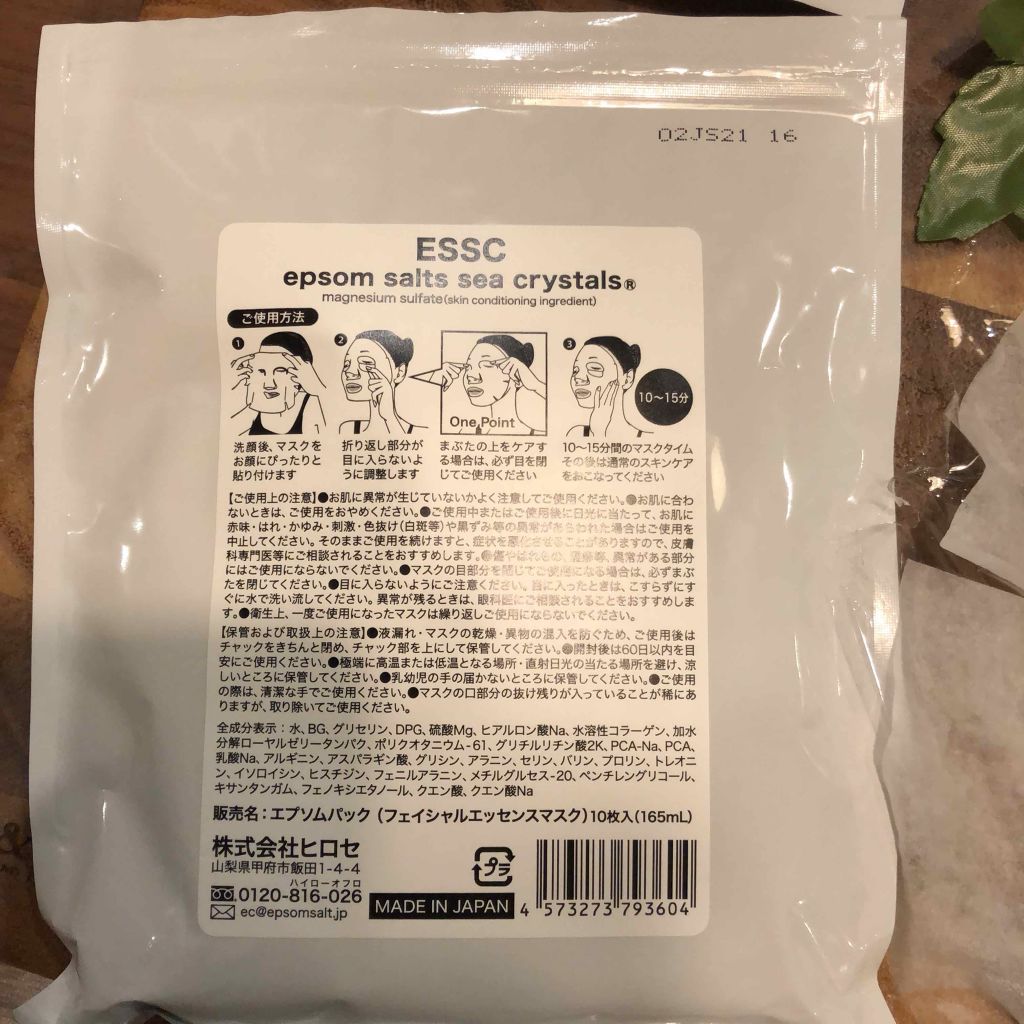 02JS21 16
ESSC
epsom salts sea crystals®
magnesium sulfate(skin conditioning ingredient)
ご使用方法
1
2
One Point
3
10〜15分
洗顔後、マスクを
お顔にぴったりと
貼り付けます
折り返し部分が
目に入らないよ
うに調整します
まぶたの上をケアす
る場合は、必ず目を閉
じてご使用ください
10〜15分間のマスクタイム
その後は通常のスキンケア
をおこなってください
【ご使用上の注意】●お肌に異常が生じていないかよく注意してご使用ください。●お肌に合わ
ないときは、ご使用をおやめください。●ご使用中またはご使用後に日光に当たって、お肌に
赤味・はれ・かゆみ・刺激・色抜け(白斑等)や黒ずみ等の異常があらわれた場合はご使用を
中止してください。そのままご使用を続けますと、症状を悪化させることがありますので、皮膚
科専門医等にご相談されることをおすすめします。●傷やはれもの、湿疹等、異常がある部分
にはご使用にならないでください。●マスクの目部分を閉じてご使用になる場合は、必ずまぶ
たを閉じてください。●目に入らないようにご注意ください。目に入ったときは、こすらずにす
ぐに水で洗い流してください。異常が残るときは、眼科医にご相談されることをおすすめしま
す。●衛生上、一度ご使用になったマスクは繰り返しご使用にならないでください。
【保管および取扱上の注意】●液漏れ・マスクの乾燥・異物の混入を防ぐため、ご使用後は
チャックをきちんと閉め、チャック部を上にして保管してください。●開封後は60日以内を目
安にご使用ください。●極端に高温または低温となる場所・直射日光の当たる場所を避け、涼
しいところに保管してください。●乳幼児の手の届かないところに保管してください。●ご使用
の際は、清潔な手でご使用ください。●マスクの口部分の抜け残りが入っていることが稀にあ
りますが、取り除いてご使用ください。
全成分表示：水、BG、グリセリン、DPG、硫酸Mg、ヒアルロン酸Na、水溶性コラーゲン、加水
分解ローヤルゼリータンパク、ポリクオタニウム-61、グリチルリチン酸2K、PCA-Na、PCA、
乳酸Na、アルギニン、アスパラギン酸、グリシン、アラニン、セリン、バリン、プロリン、トレオニ
ン、イソロイシン、ヒスチジン、フェニルアラニン、メチルグルセス-20、ペンチレングリコール、
キサンタンガム、フェノキシエタノール、クエン酸、クエン酸Na
販売名：エプソムパック(フェイシャルエッセンスマスク)10枚入(165mL)
株式会社ヒロセ
山梨県甲府市飯田1-4-4
ハイローオフロ
0120-816-026
ec@epsomsalt.jp
プラ
MADE IN JAPAN
4 573273 793604